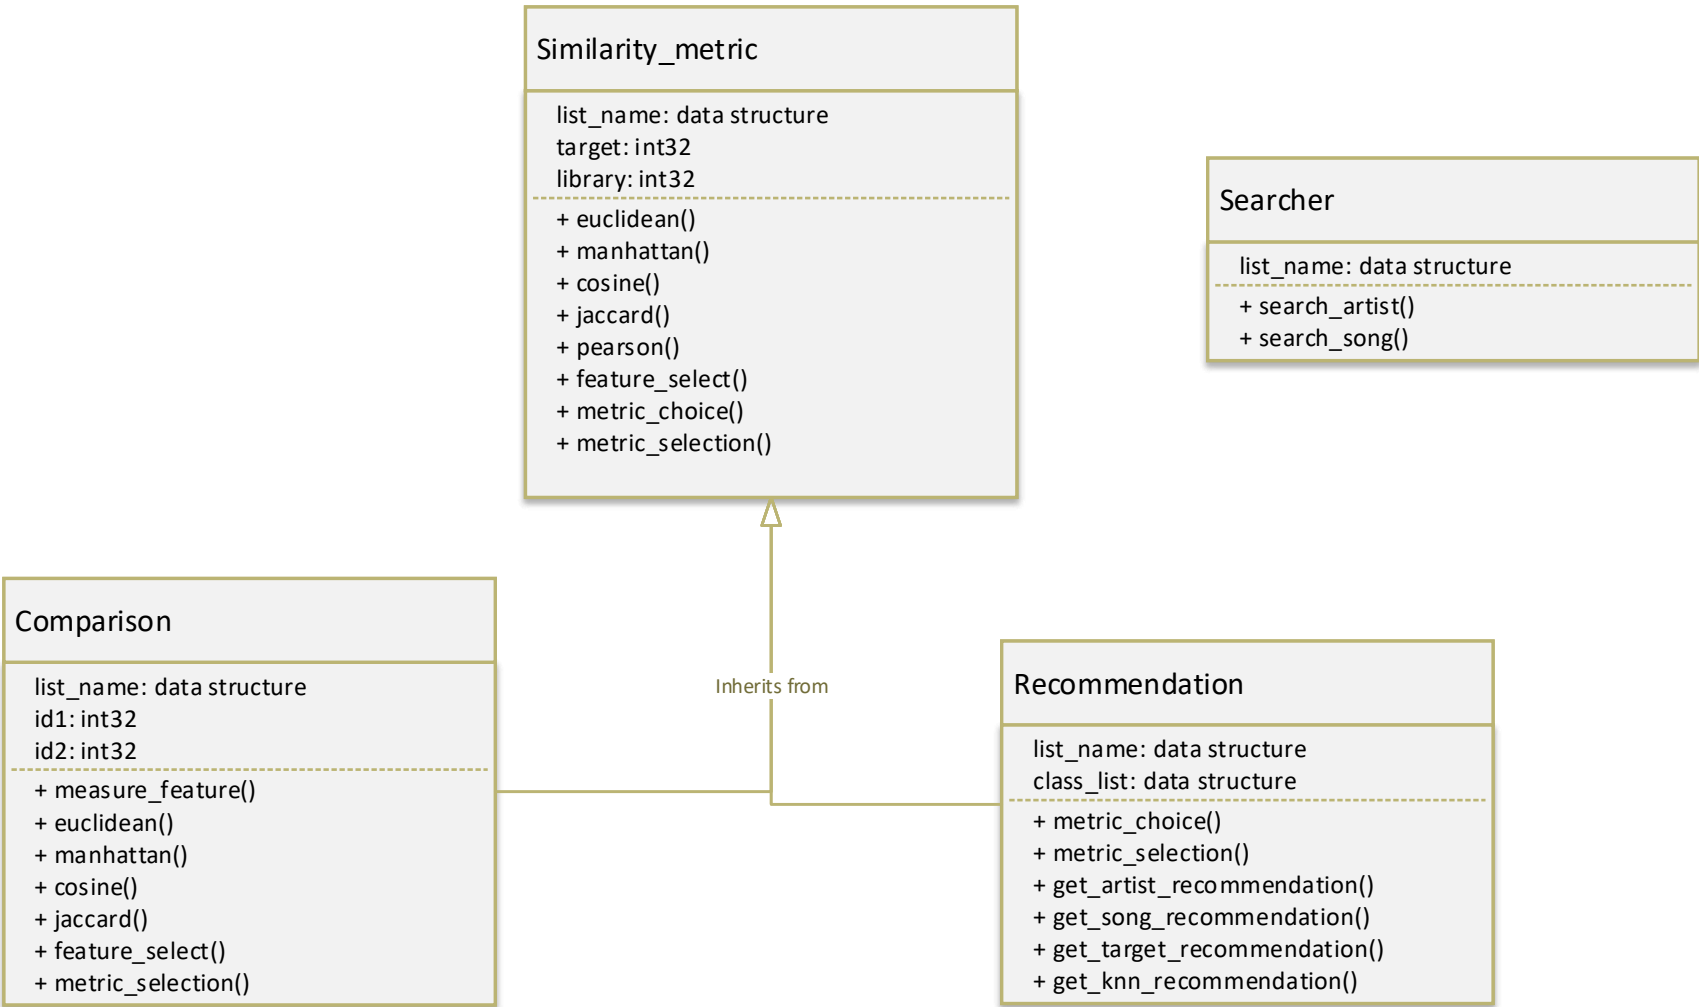 Similarity_metric
list_name: data structure
target: int32
library: int32
+ euclidean()
+ manhattan()
+ cosine()
+ jaccard()
+ pearson()
+ feature_select()
+ metric_choice()
+ metric_selection()
Searcher
list_name: data structure
+ search_artist()
+ search_song()
Inherits from
Comparison
list_name: data structure
id1: int32
id2: int32
+ measure_feature()
+ euclidean()
+ manhattan()
+ cosine()
+ jaccard()
+ feature_select()
+ metric_selection()
Recommendation
list_name: data structure
class_list: data structure
+ metric_choice()
+ metric_selection()
+ get_artist_recommendation()
+ get_song_recommendation()
+ get_target_recommendation()
+ get_knn_recommendation()